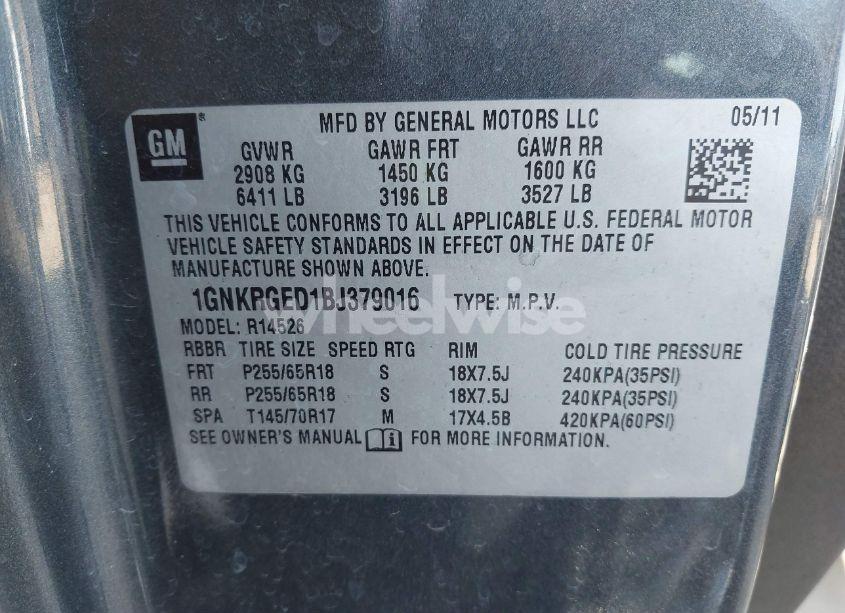 GM
MFD BY GENERAL MOTORS LLC 05/11
GVWR GAWR FRT GAWR RR
2908 KG 1450 KG 1600 KG
6411 LB 3196 LB 3527 LB
THIS VEHICLE CONFORMS TO ALL APPLICABLE U.S. FEDERAL MOTOR
VEHICLE SAFETY STANDARDS IN EFFECT ON THE DATE OF
MANUFACTURE SHOWN ABOVE.
1GNKRGED1BJ379016 TYPE: M.P.V.
wheelwise
MODEL: R14526
RBBR TIRE SIZE SPEED RTG RIM COLD TIRE PRESSURE
FRT P255/65R18 S 18X7.5J 240KPA(35PSI)
RR P255/65R18 S 18X7.5J 240KPA(35PSI)
SPA T145/70R17 M 17X4.5B 420KPA(60PSI)
SEE OWNER'S MANUAL FOR MORE INFORMATION.